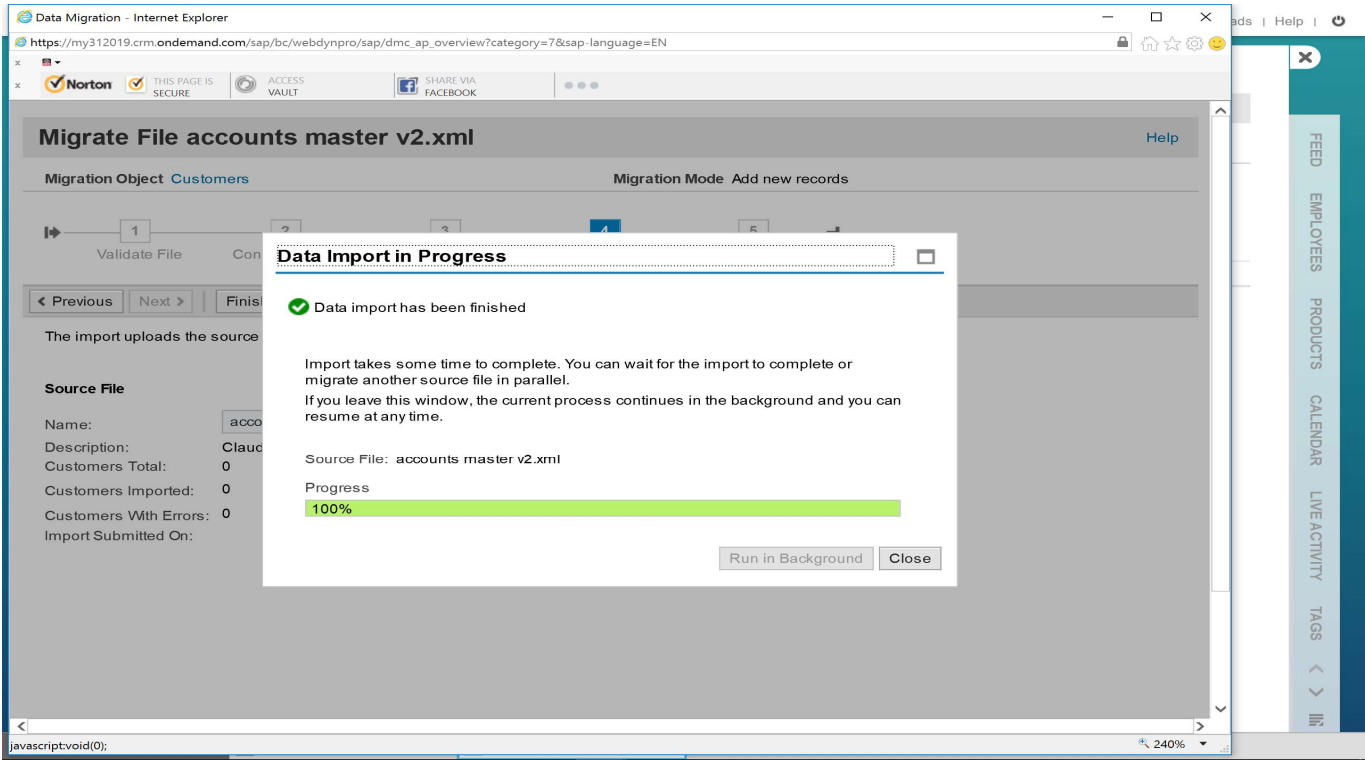 Data Migration - Internet Explorer
ads | Help |
https://my312019.crm.ondemand.com/sap/bc/webdynpro/sap/dmc_ap_overview?category=7&sap-language=EN
x
x Norton THIS PAGE IS SECURE ACCESS VAULT SHARE VIA FACEBOOK
Migrate File accounts master v2.xml Help
Migration Object Customers Migration Mode Add new records
1 2 3 4 5
Validate File Con
Previous Next Finis
The import uploads the source
Source File
Name: acco
Description: Claud
Customers Total: 0
Customers Imported: 0
Customers With Errors: 0
Import Submitted On:
Data Import in Progress
Data import has been finished
Import takes some time to complete. You can wait for the import to complete or
migrate another source file in parallel.
If you leave this window, the current process continues in the background and you can
resume at any time.
Source File: accounts master v2.xml
Progress
100%
Run in Background Close
FEED
EMPLOYEES
PRODUCTS
CALENDAR
LIVE ACTIVITY
TAGS
javascript:void(0);
240%